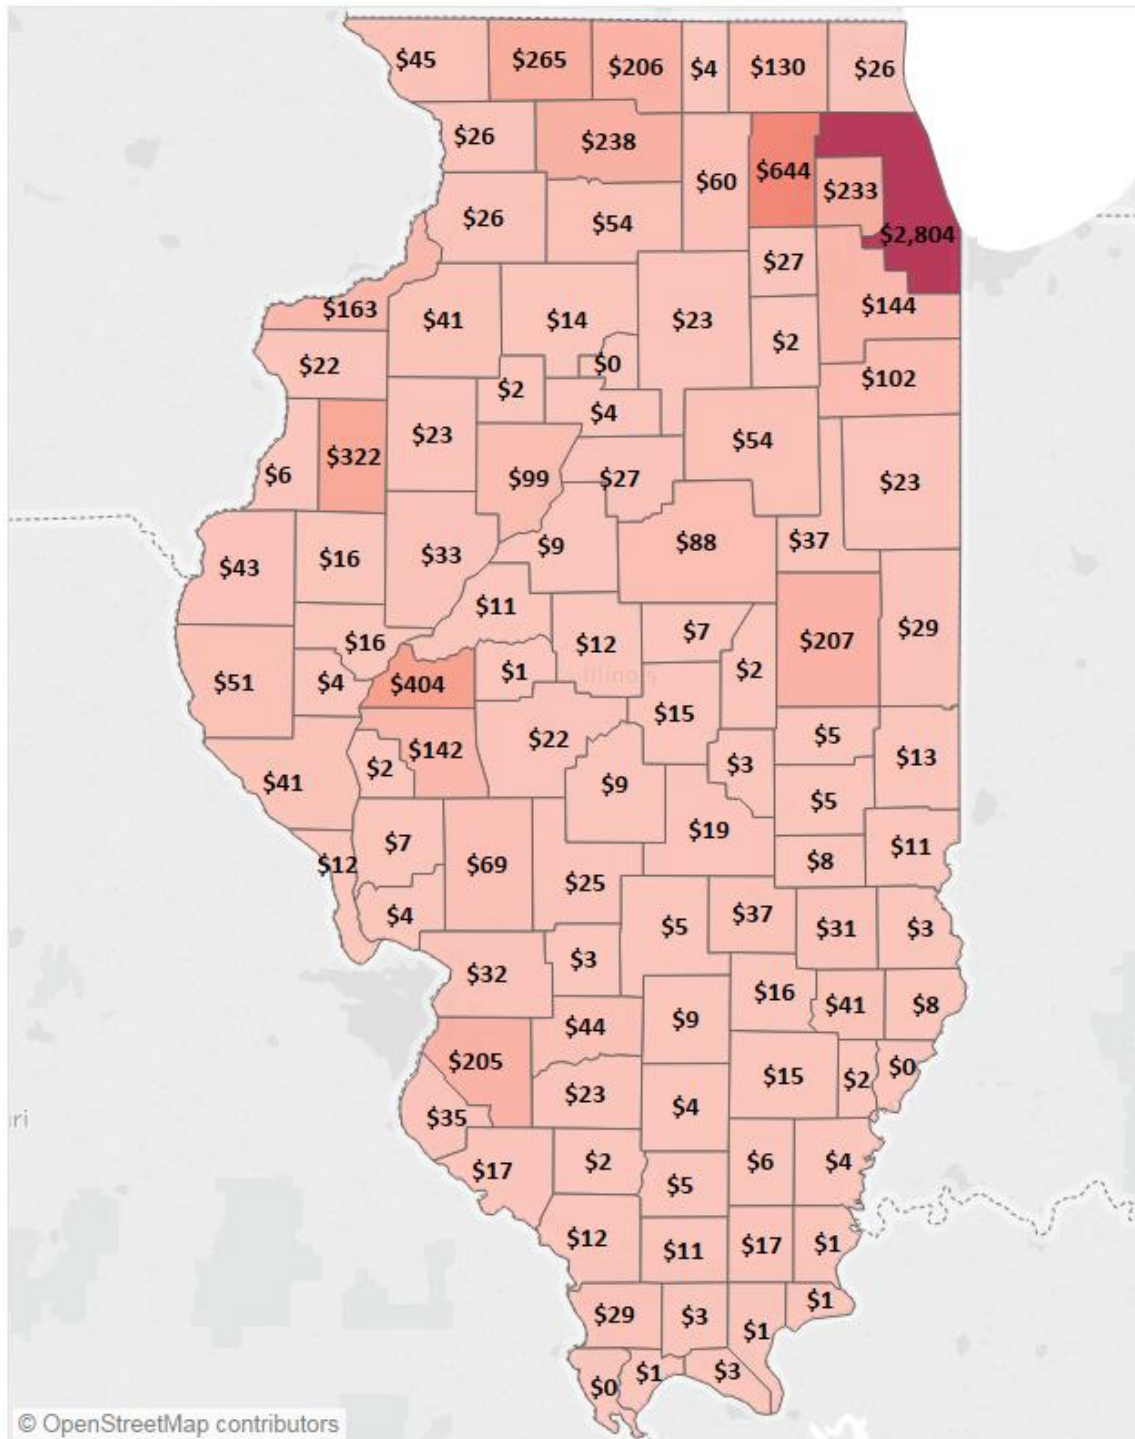 $45 $265 $206 $4 $130 $26
$26 $238 $60 $644 $233
$26 $54 $2,804
$27
$163 $41 $14 $23 $2 $144
$22 $2 $0 $102
$23 $4 $54
$6 $322 $99 $27 $23
$43 $16 $33 $9 $88 $37
$11
$16 $12 $7 $207 $29
$51 $4 $404 $1 Illinois $2
$15
$41 $2 $142 $22 $9 $3 $5 $13
$5
$12 $7 $69 $19 $8 $11
$4 $25 $5 $37 $31 $3
$32 $3 $16 $41 $8
$205 $44 $9 $15 $2 $0
$35 $23 $4
uri
$17 $2 $5 $6 $4
$12 $11 $17 $1
$29 $3 $1 $1
$0 $1 $3
© OpenStreetMap contributors